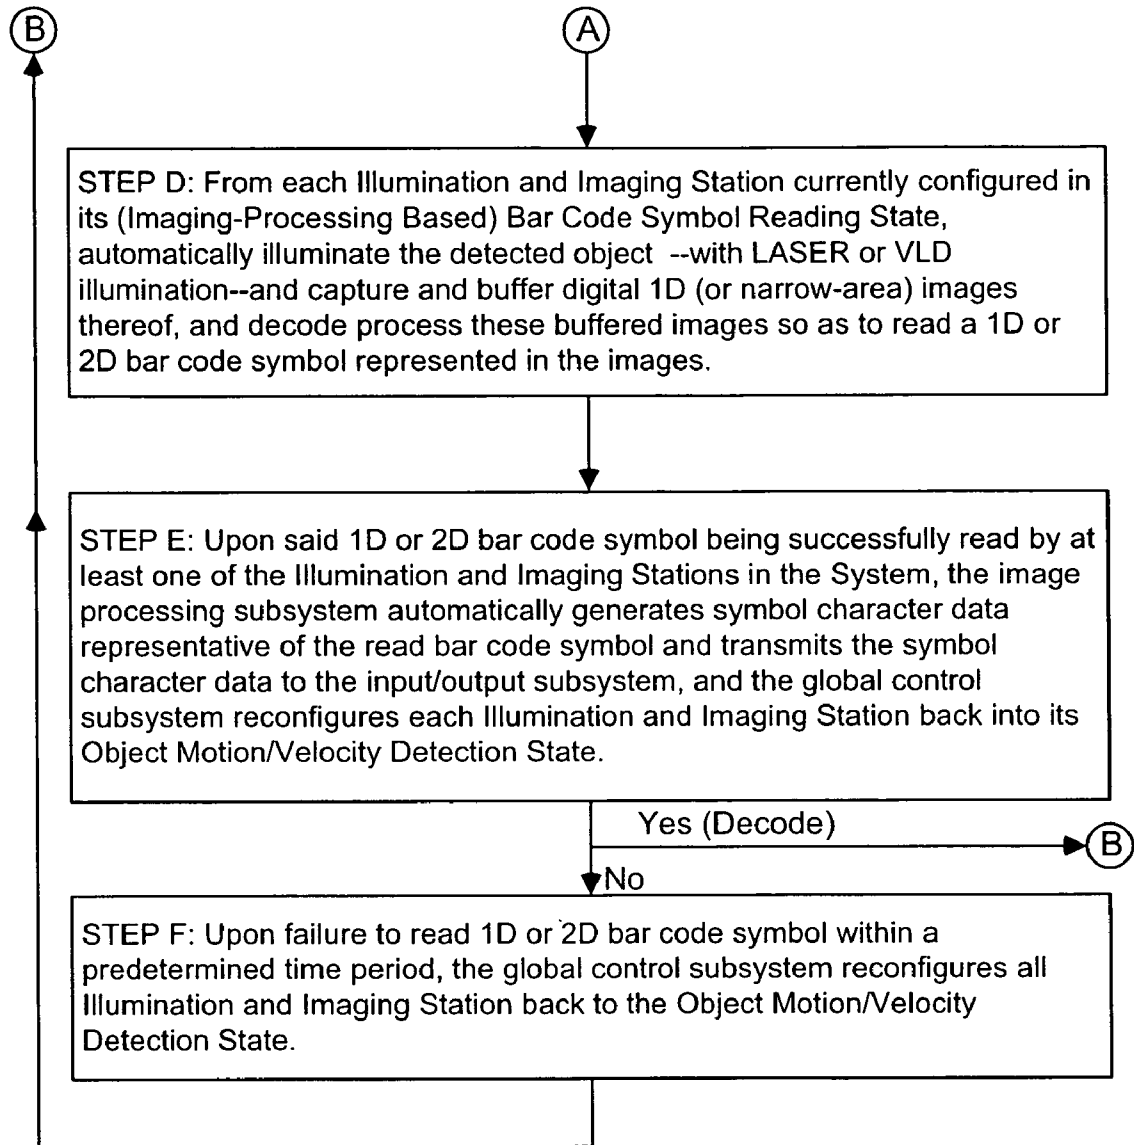 B
A
STEP D: From each Illumination and Imaging Station currently configured in
its (Imaging-Processing Based) Bar Code Symbol Reading State,
automatically illuminate the detected object --with LASER or VLD
illumination--and capture and buffer digital 1D (or narrow-area) images
thereof, and decode process these buffered images so as to read a 1D or
2D bar code symbol represented in the images.
STEP E: Upon said 1D or 2D bar code symbol being successfully read by at
least one of the Illumination and Imaging Stations in the System, the image
processing subsystem automatically generates symbol character data
representative of the read bar code symbol and transmits the symbol
character data to the input/output subsystem, and the global control
subsystem reconfigures each Illumination and Imaging Station back into its
Object Motion/Velocity Detection State.
Yes (Decode)
B
No
STEP F: Upon failure to read 1D or 2D bar code symbol within a
predetermined time period, the global control subsystem reconfigures all
Illumination and Imaging Station back to the Object Motion/Velocity
Detection State.